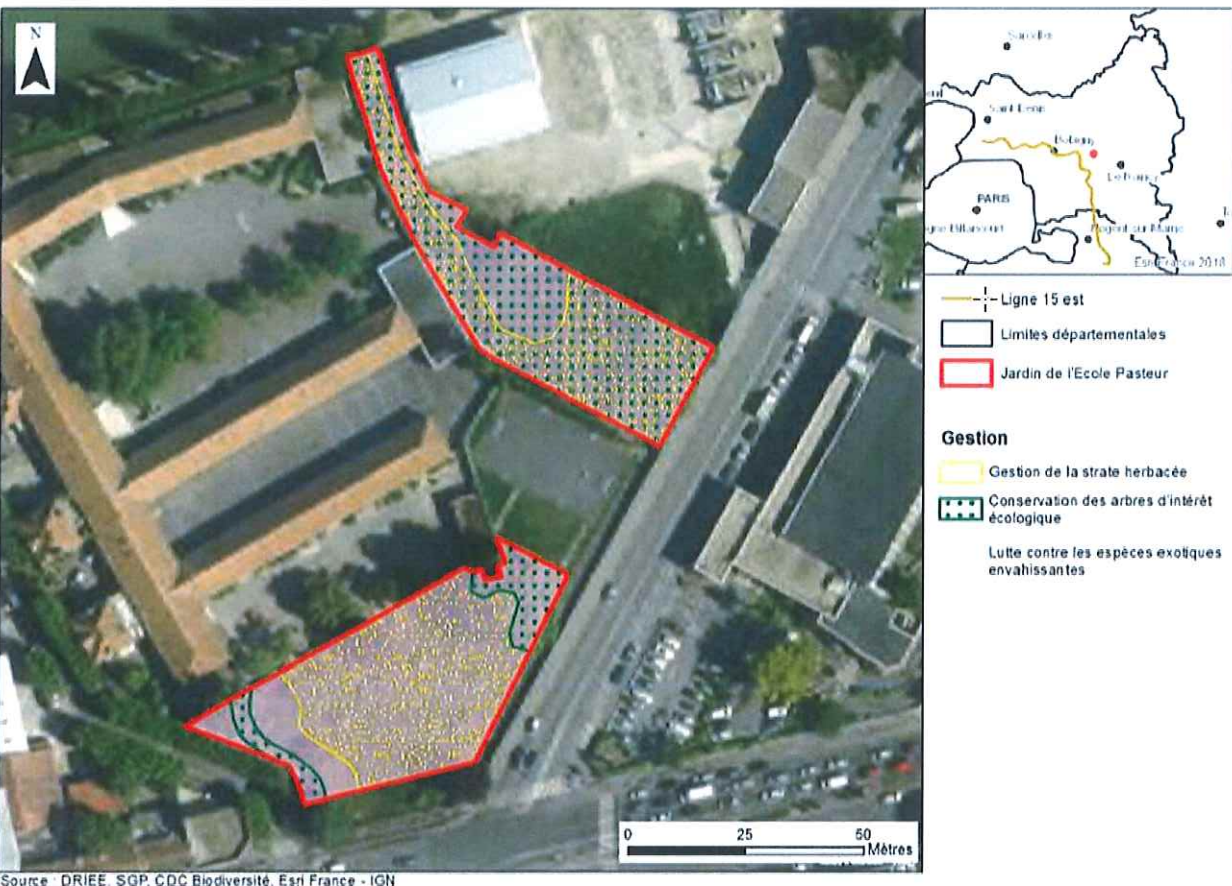 N
Sarcelles
Saint-Denis
Bobigny
Le Raincy
PARIS
Nogent-sur-Marne
Esri France 2018
Ligne 15 est
Limites départementales
Jardin de l'Ecole Pasteur
Gestion
Gestion de la strate herbacée
Conservation des arbres d'intérêt
écologique
Lutte contre les espèces exotiques
envahissantes
0 25 50
Mètres
Source : DRIEE, SGP, CDC Biodiversité, Esri France - IGN